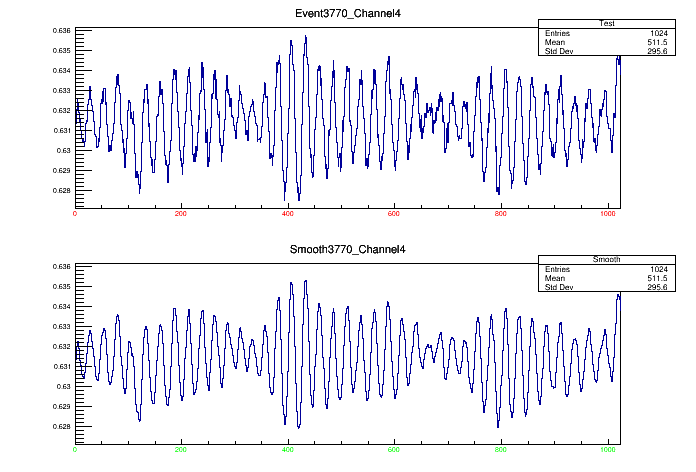 Event3770_Channel4
Test
Entries 1024
Mean 511.5
Std Dev 295.6
0.636
0.635
0.634
0.633
0.632
0.631
0.63
0.629
0.628
0 200 400 600 800 1000
Smooth3770_Channel4
Smooth
Entries 1024
Mean 511.5
Std Dev 295.6
0.636
0.635
0.634
0.633
0.632
0.631
0.63
0.629
0.628
0 200 400 600 800 1000